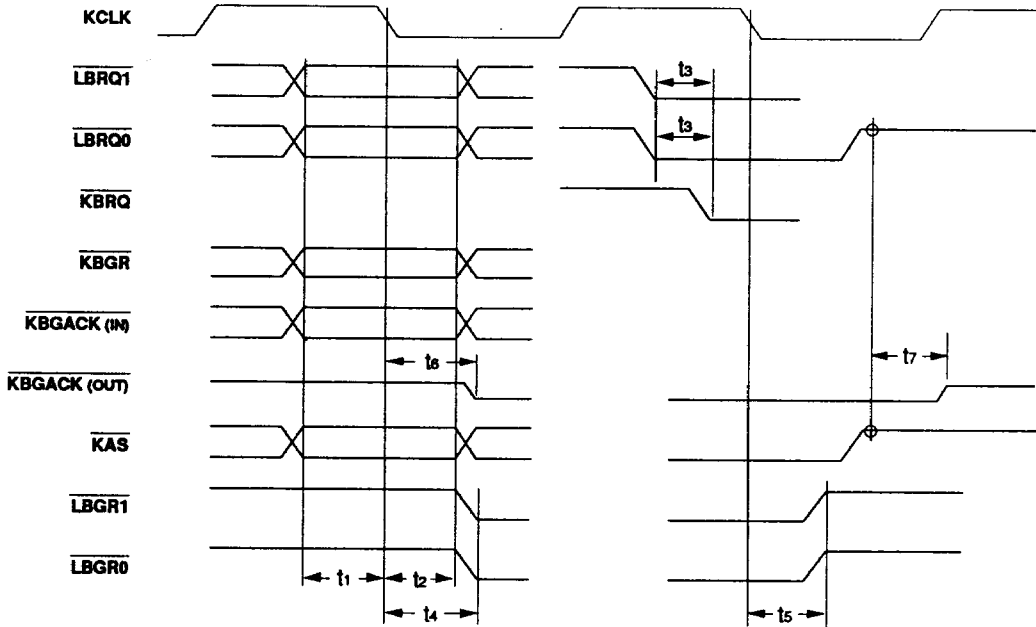 KCLK
LBRQ1
t3
LBRQ0
t3
KBRQ
KBGR
KBGACK (IN)
t6
KBGACK (OUT)
t7
KAS
LBGR1
LBGR0
t1
t2
t4
t5